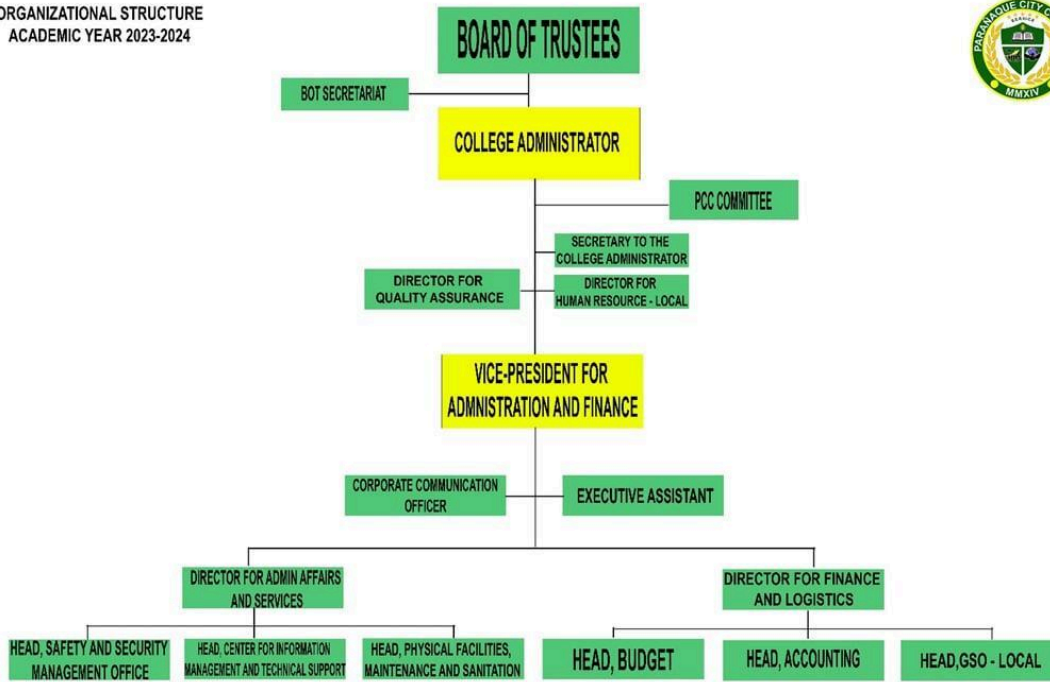 ORGANIZATIONAL STRUCTURE
ACADEMIC YEAR 2023-2024
BOARD OF TRUSTEES
PARANAQUE CITY
SERVICE
MMXIV
BOT SECRETARIAT
COLLEGE ADMINISTRATOR
PCC COMMITTEE
SECRETARY TO THE
COLLEGE ADMINISTRATOR
DIRECTOR FOR
QUALITY ASSURANCE
DIRECTOR FOR
HUMAN RESOURCE - LOCAL
VICE-PRESIDENT FOR
ADMNISTRATION AND FINANCE
CORPORATE COMMUNICATION
OFFICER
EXECUTIVE ASSISTANT
DIRECTOR FOR ADMIN AFFAIRS
AND SERVICES
DIRECTOR FOR FINANCE
AND LOGISTICS
HEAD, SAFETY AND SECURITY
MANAGEMENT OFFICE
HEAD, CENTER FOR INFORMATION
MANAGEMENT AND TECHNICAL SUPPORT
HEAD, PHYSICAL FACILITIES,
MAINTENANCE AND SANITATION
HEAD, BUDGET
HEAD, ACCOUNTING
HEAD,GSO - LOCAL